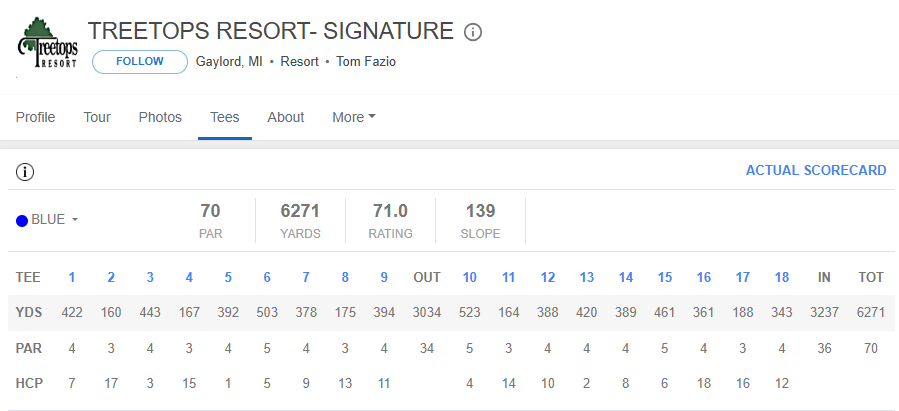 Treetops
RESORT
TREETOPS RESORT- SIGNATURE
FOLLOW Gaylord, MI • Resort • Tom Fazio
Profile Tour Photos Tees About More
ACTUAL SCORECARD
BLUE 70 6271 71.0 139
PAR YARDS RATING SLOPE
TEE 1 2 3 4 5 6 7 8 9 OUT 10 11 12 13 14 15 16 17 18 IN TOT
YDS 422 160 443 167 392 503 378 175 394 3034 523 164 388 420 389 461 361 188 343 3237 6271
PAR 4 3 4 3 4 5 4 3 4 34 5 3 4 4 4 5 4 3 4 36 70
HCP 7 17 3 15 1 5 9 13 11 4 14 10 2 8 6 18 16 12